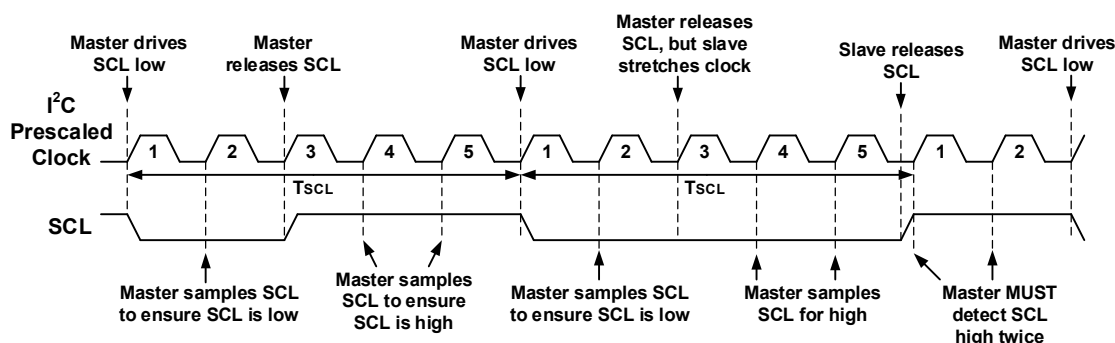 Master drives
SCL low
Master
releases SCL
Master drives
SCL low
Master releases
SCL, but slave
stretches clock
Slave releases
SCL
Master drives
SCL low
I2C
Prescaled
Clock
1 2 3 4 5 1 2 3 4 5 1 2
TSCL TSCL
SCL
Master samples SCL
to ensure SCL is low
Master samples
SCL to ensure
SCL is high
Master samples SCL
to ensure SCL is low
Master samples
SCL for high
Master MUST
detect SCL
high twice